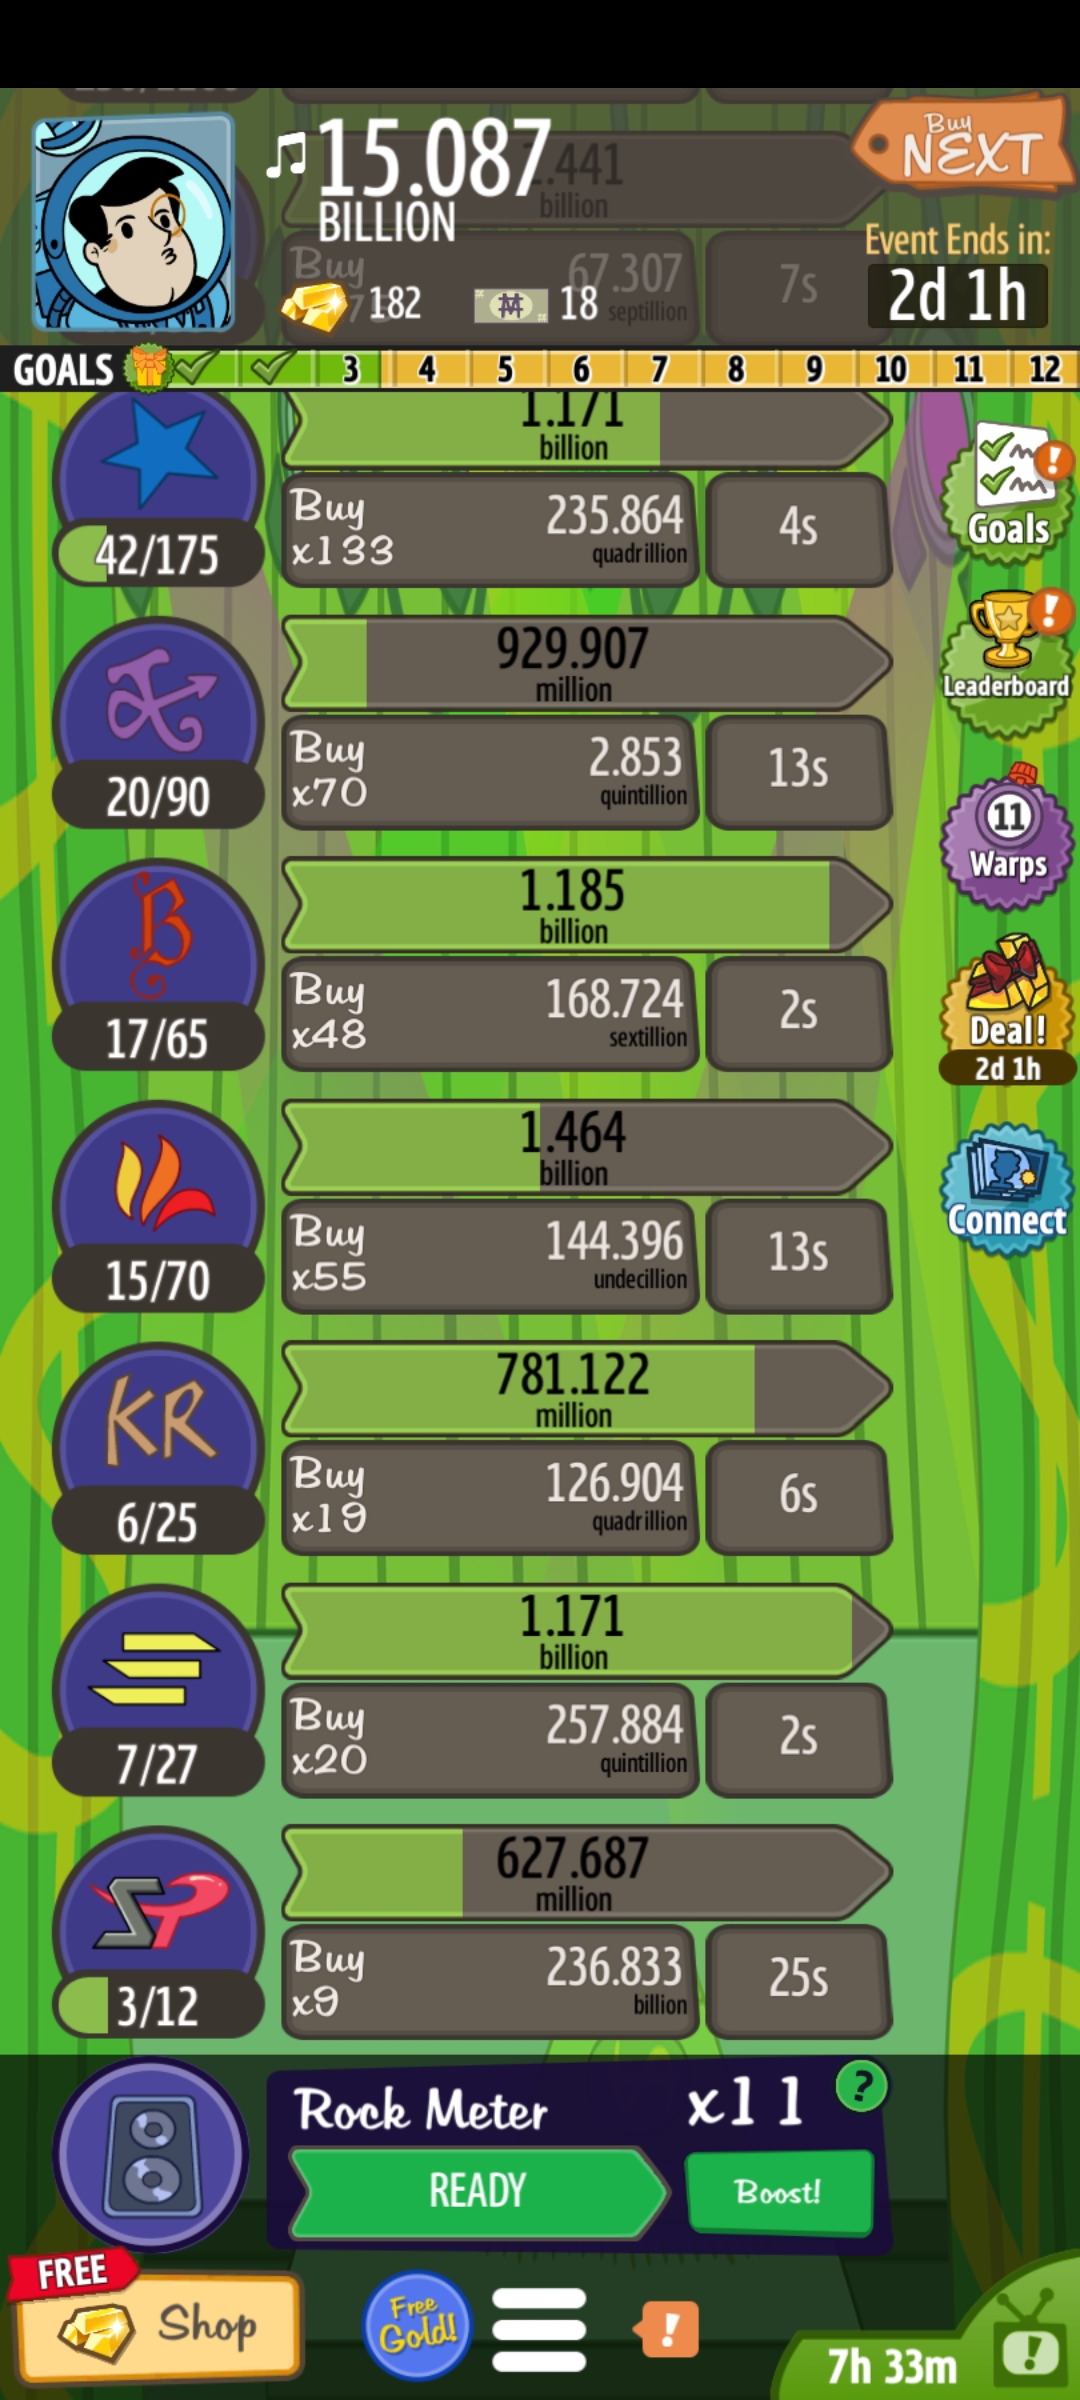 15.087
BILLION
Buy
NEXT
.441
billion
Event Ends in:
2d 1h
Buy
67.307
septillion
7s
182
18
GOALS
3 4 5 6 7 8 9 10 11 12
1.171
billion
42/175
Buy
x133
235.864
quadrillion
4s
Goals
929.907
million
20/90
Buy
x70
2.853
quintillion
13s
Leaderboard
11
Warps
1.185
billion
B
17/65
Buy
x48
168.724
sextillion
2s
Deal!
2d 1h
1.464
billion
15/70
Buy
x55
144.396
undecillion
13s
Connect
781.122
million
KR
6/25
Buy
x19
126.904
quadrillion
6s
1.171
billion
7/27
Buy
x20
257.884
quintillion
2s
627.687
million
SP
3/12
Buy
x9
236.833
billion
25s
Rock Meter
x11
?
READY
Boost!
FREE
Shop
Free
Gold!
!
7h 33m
!